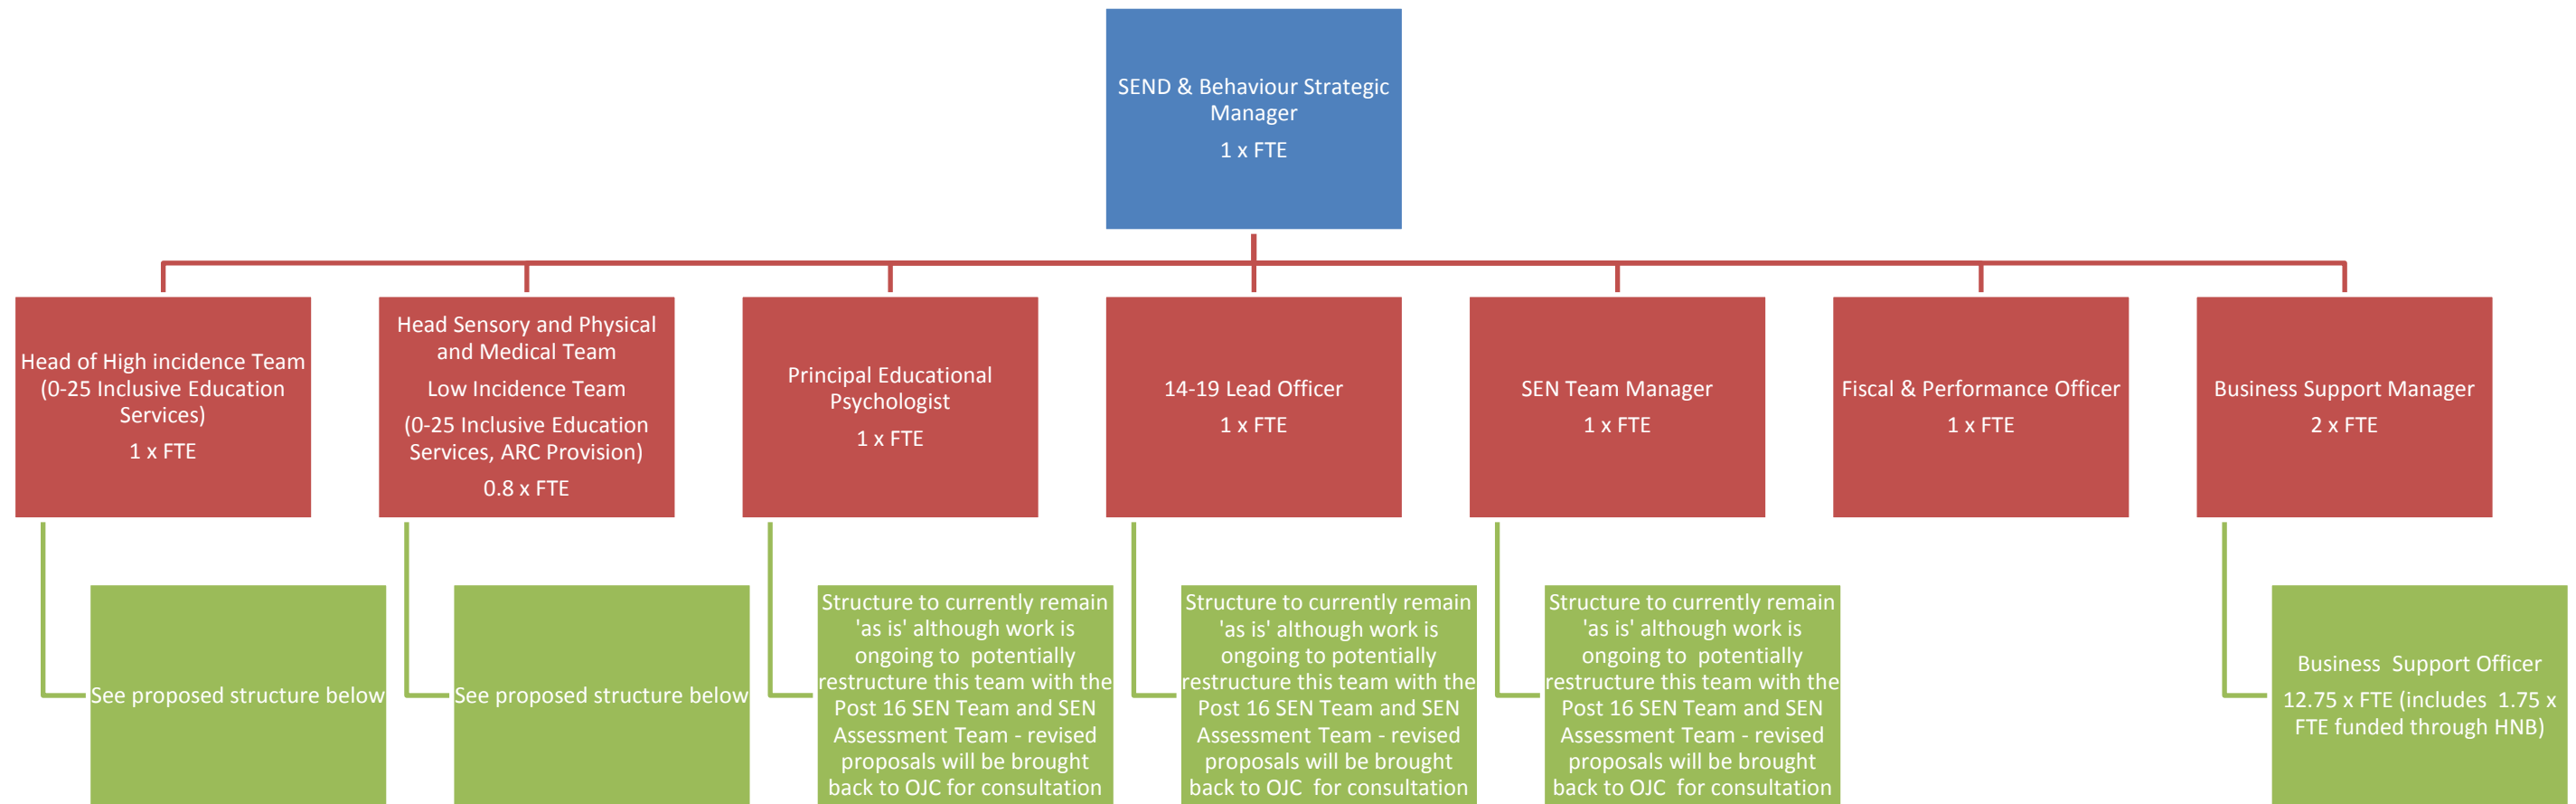 SEND & Behaviour Strategic
Manager
1 x FTE
Head of High incidence Team
(0-25 Inclusive Education
Services)
1 x FTE
Head Sensory and Physical
and Medical Team
Low Incidence Team
(0-25 Inclusive Education
Services, ARC Provision)
0.8 x FTE
Principal Educational
Psychologist
1 x FTE
14-19 Lead Officer
1 x FTE
SEN Team Manager
1 x FTE
Fiscal & Performance Officer
1 x FTE
Business Support Manager
2 x FTE
See proposed structure below
See proposed structure below
Structure to currently remain
'as is' although work is
ongoing to  potentially
restructure this team with the
Post 16 SEN Team and SEN
Assessment Team - revised
proposals will be brought
back to OJC for consultation
Structure to currently remain
'as is' although work is
ongoing to potentially
restructure this team with the
Post 16 SEN Team and SEN
Assessment Team - revised
proposals will be brought
back to OJC  for consultation
Structure to currently remain
'as is' although work is
ongoing to  potentially
restructure this team with the
Post 16 SEN Team and SEN
Assessment Team - revised
proposals will be brought
back to OJC  for consultation
Business  Support Officer
12.75 x FTE (includes  1.75 x
FTE funded through HNB)